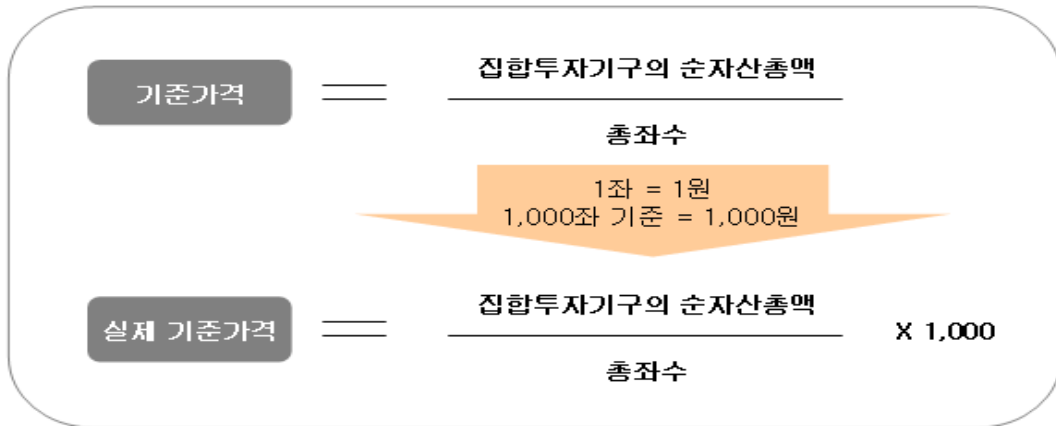 집합투자기구의 순자산총액
기준가격
총좌수
1좌 = 1원
1,000좌 기준 = 1,000원
집합투자기구의 순자산총액
실제 기준가격
X 1,000
총좌수